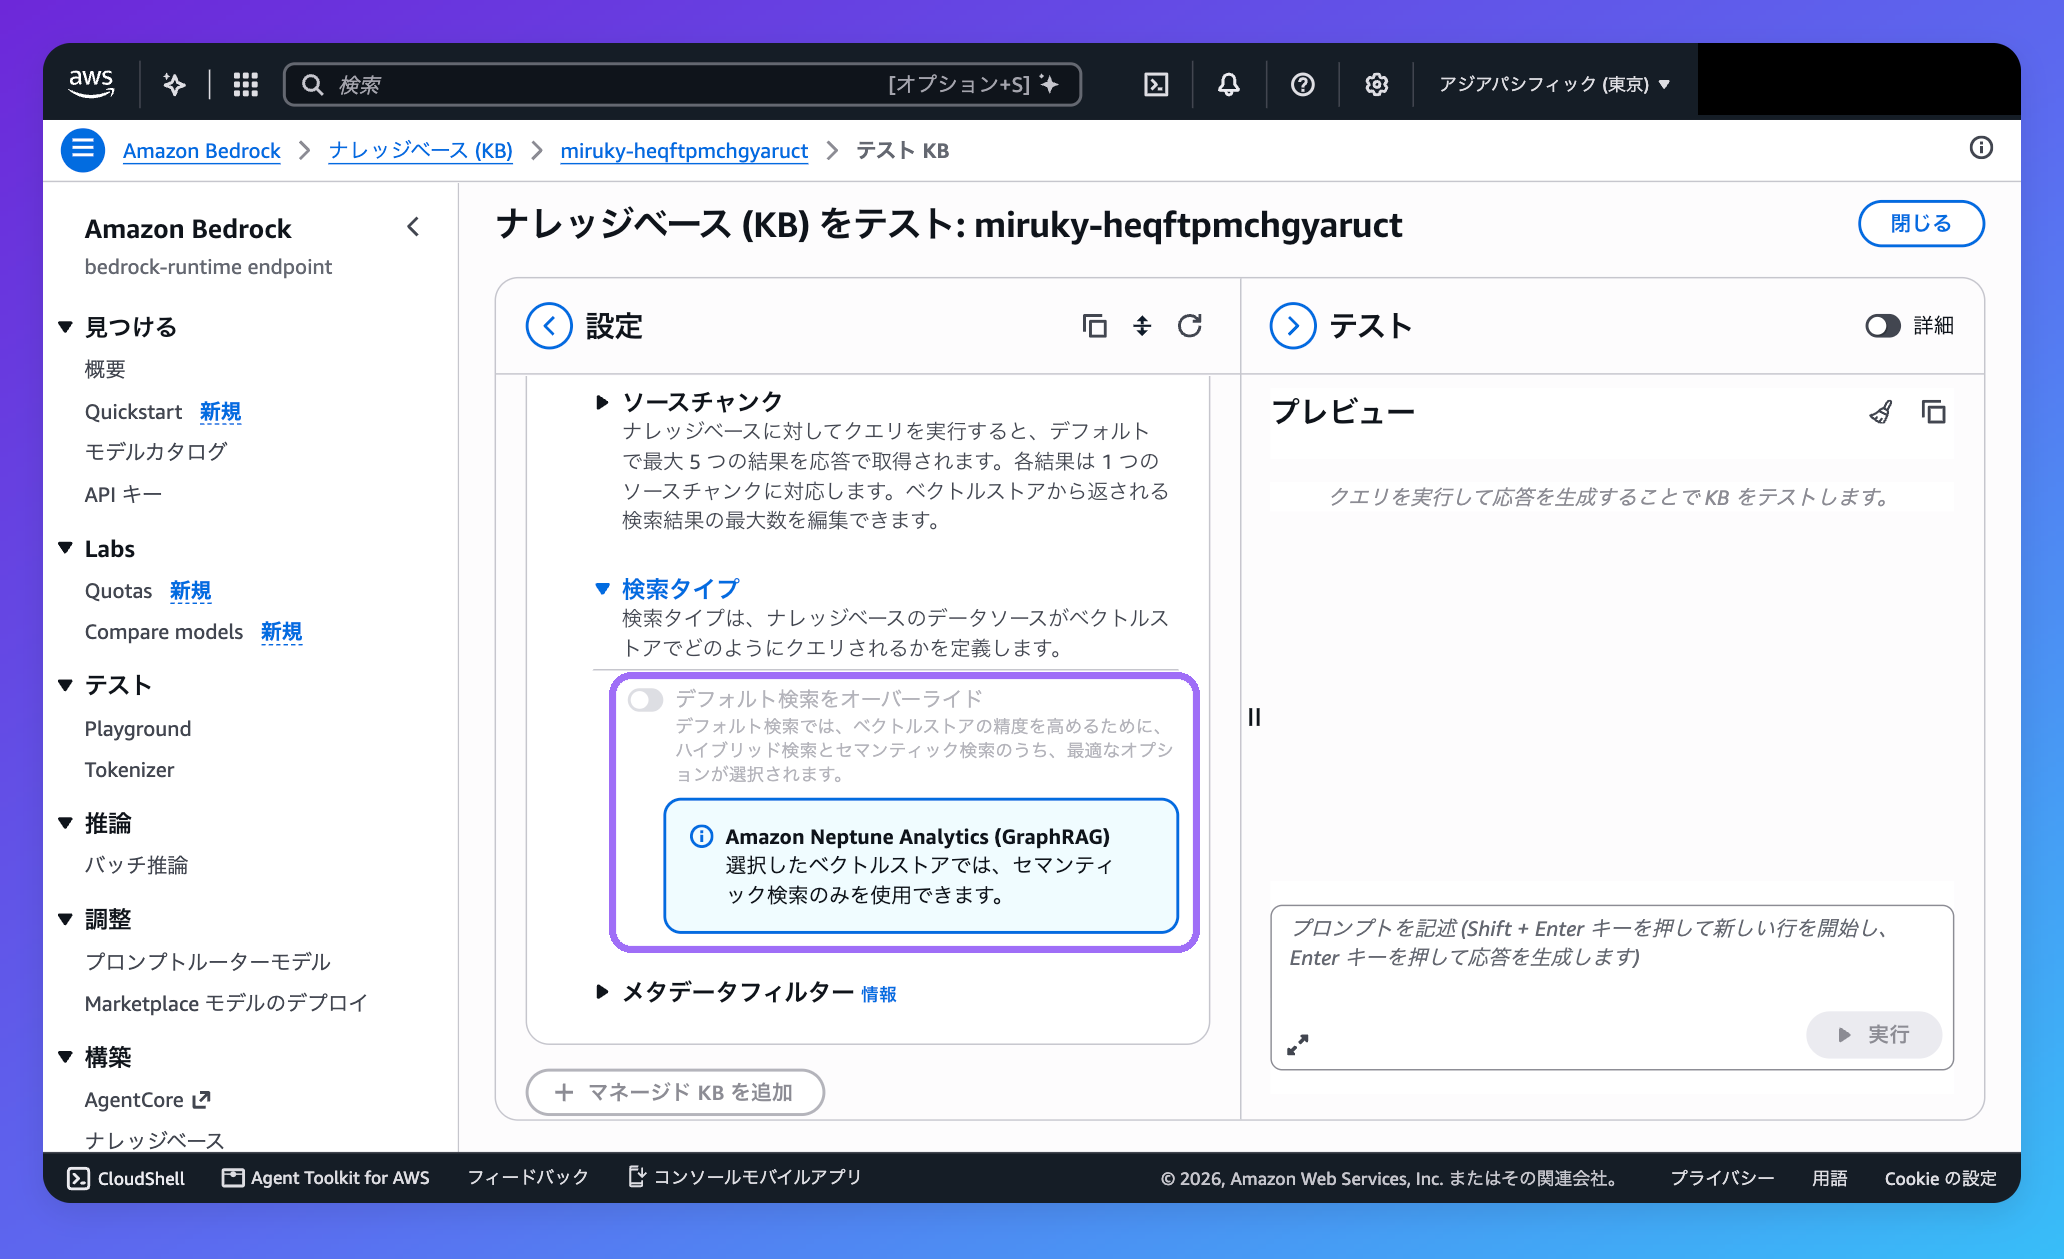 aws
検索
[オプション+S]
アジアパシフィック (東京) ▼
Amazon Bedrock
ナレッジベース (KB)
miruky-heqftpmchgyaruct
テスト KB
Amazon Bedrock
bedrock-runtime endpoint
見つける
概要
Quickstart 新規
モデルカタログ
API キー
Labs
Quotas 新規
Compare models 新規
テスト
Playground
Tokenizer
推論
バッチ推論
調整
プロンプトルーターモデル
Marketplace モデルのデプロイ
構築
AgentCore
ナレッジベース
ナレッジベース (KB) をテスト: miruky-heqftpmchgyaruct
閉じる
設定
ソースチャンク
ナレッジベースに対してクエリを実行すると、デフォルト
で最大 5 つの結果を応答で取得されます。各結果は 1 つの
ソースチャンクに対応します。ベクトルストアから返される
検索結果の最大数を編集できます。
検索タイプ
検索タイプは、ナレッジベースのデータソースがベクトルス
トアでどのようにクエリされるかを定義します。
デフォルト検索をオーバーライド
デフォルト検索では、ベクトルストアの精度を高めるために、
ハイブリッド検索とセマンティック検索のうち、最適なオプシ
ョンが選択されます。
Amazon Neptune Analytics (GraphRAG)
選択したベクトルストアでは、セマンティ
ック検索のみを使用できます。
メタデータフィルター 情報
マネージド KB を追加
テスト
詳細
プレビュー
クエリを実行して応答を生成することで KB をテストします。
プロンプトを記述 (Shift + Enter キーを押して新しい行を開始し、
Enter キーを押して応答を生成します)
実行
CloudShell
Agent Toolkit for AWS
フィードバック
コンソールモバイルアプリ
© 2026, Amazon Web Services, Inc. またはその関連会社。
プライバシー
用語
Cookie の設定